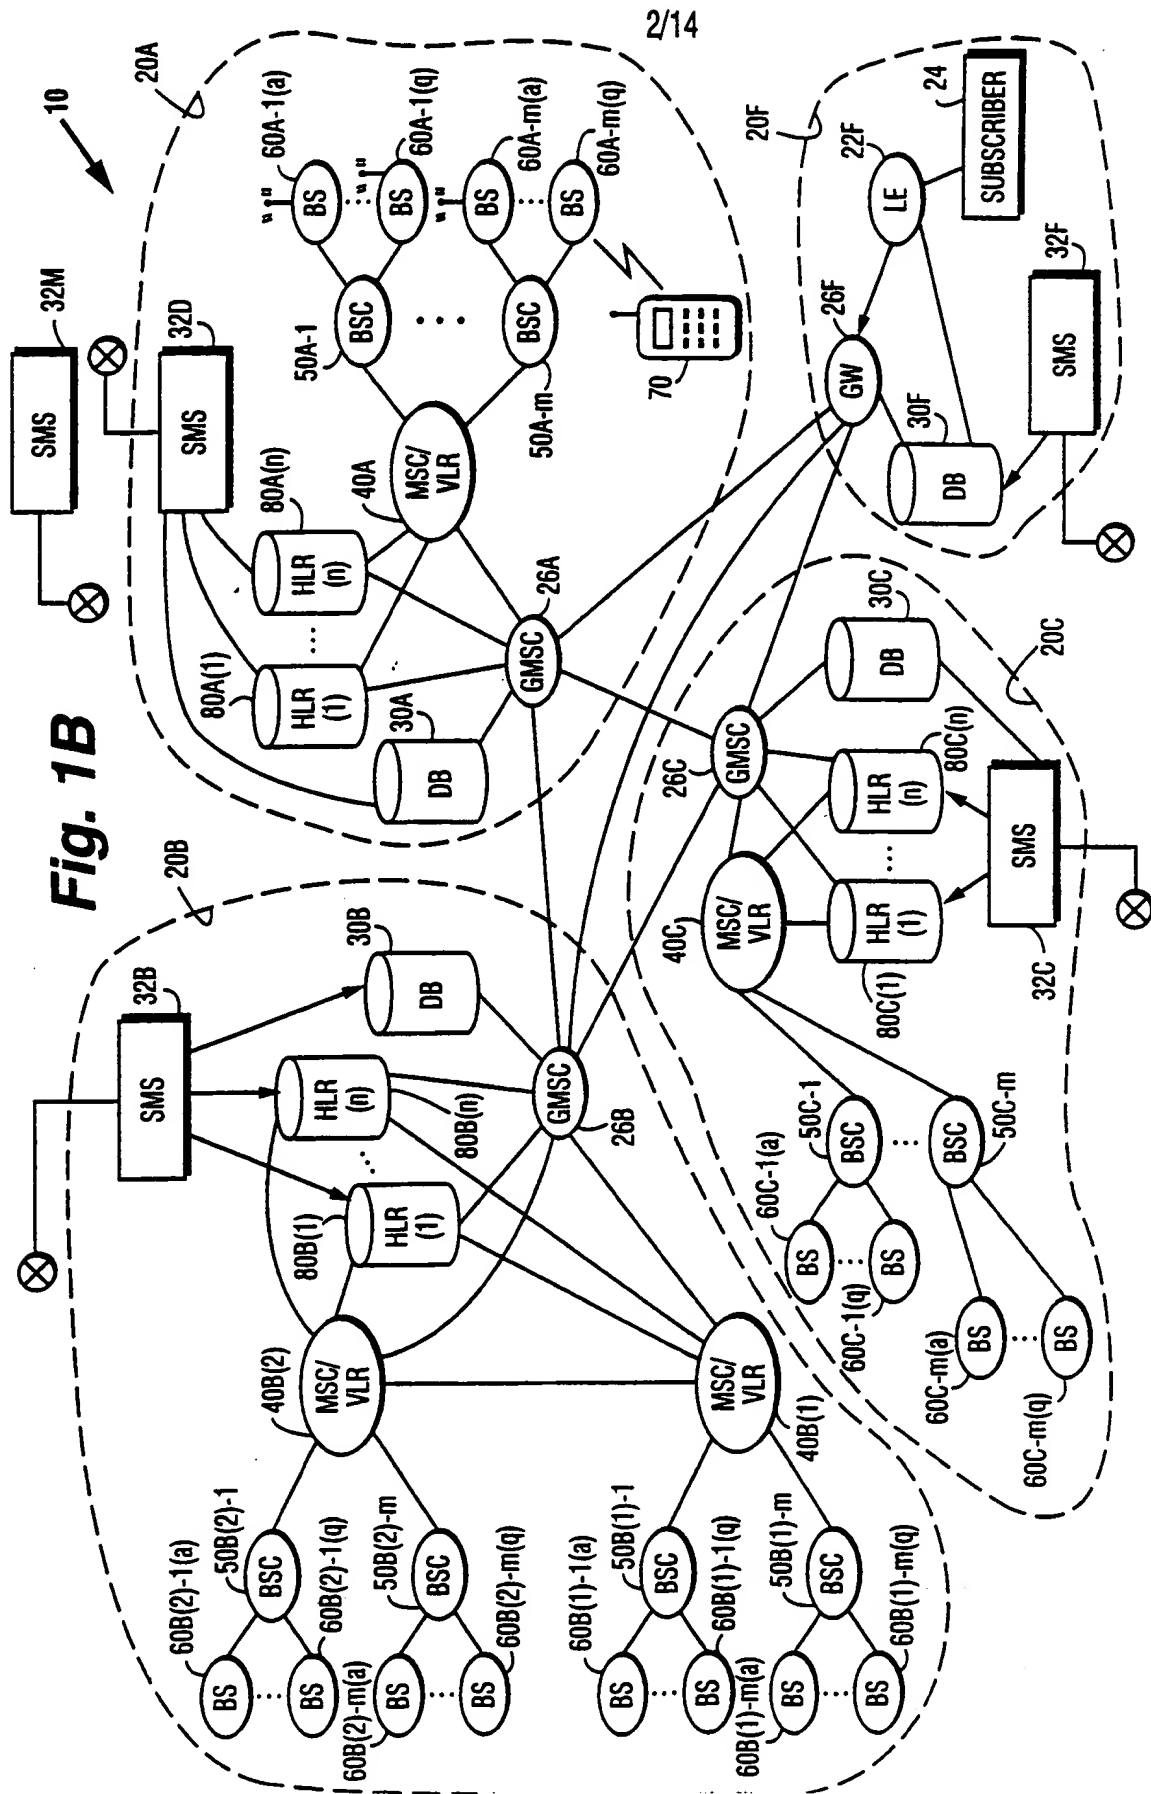 2/14
Fig. 1B
10
20A
32M
SMS
32D
SMS
60A-1(a)
BS
60A-1(q)
BS
60A-m(a)
BS
60A-m(q)
BS
50A-1
BSC
BSC
50A-m
70
MSC/
VLR
40A
80A(n)
HLR
(n)
80A(1)
HLR
(1)
30A
DB
26A
GMSC
20B
32B
SMS
30B
DB
HLR
(n)
80B(n)
80B(1)
HLR
(1)
GMSC
26B
40B(2)
MSC/
VLR
MSC/
VLR
40B(1)
50B(2)-1
BSC
60B(2)-1(a)
BS
60B(2)-1(q)
BS
50B(2)-m
BSC
60B(2)-m(a)
BS
60B(2)-m(q)
BS
50B(1)-1
BSC
60B(1)-1(a)
BS
60B(1)-1(q)
BS
50B(1)-m
BSC
60B(1)-m(a)
BS
60B(1)-m(q)
BS
20C
26C
GMSC
30C
DB
80C(n)
HLR
(n)
80C(1)
HLR
(1)
SMS
32C
40C
MSC/
VLR
50C-1
BSC
BSC
50C-m
60C-1(a)
BS
60C-1(q)
BS
60C-m(a)
BS
60C-m(q)
BS
20F
24
SUBSCRIBER
22F
LE
26F
GW
30F
DB
32F
SMS